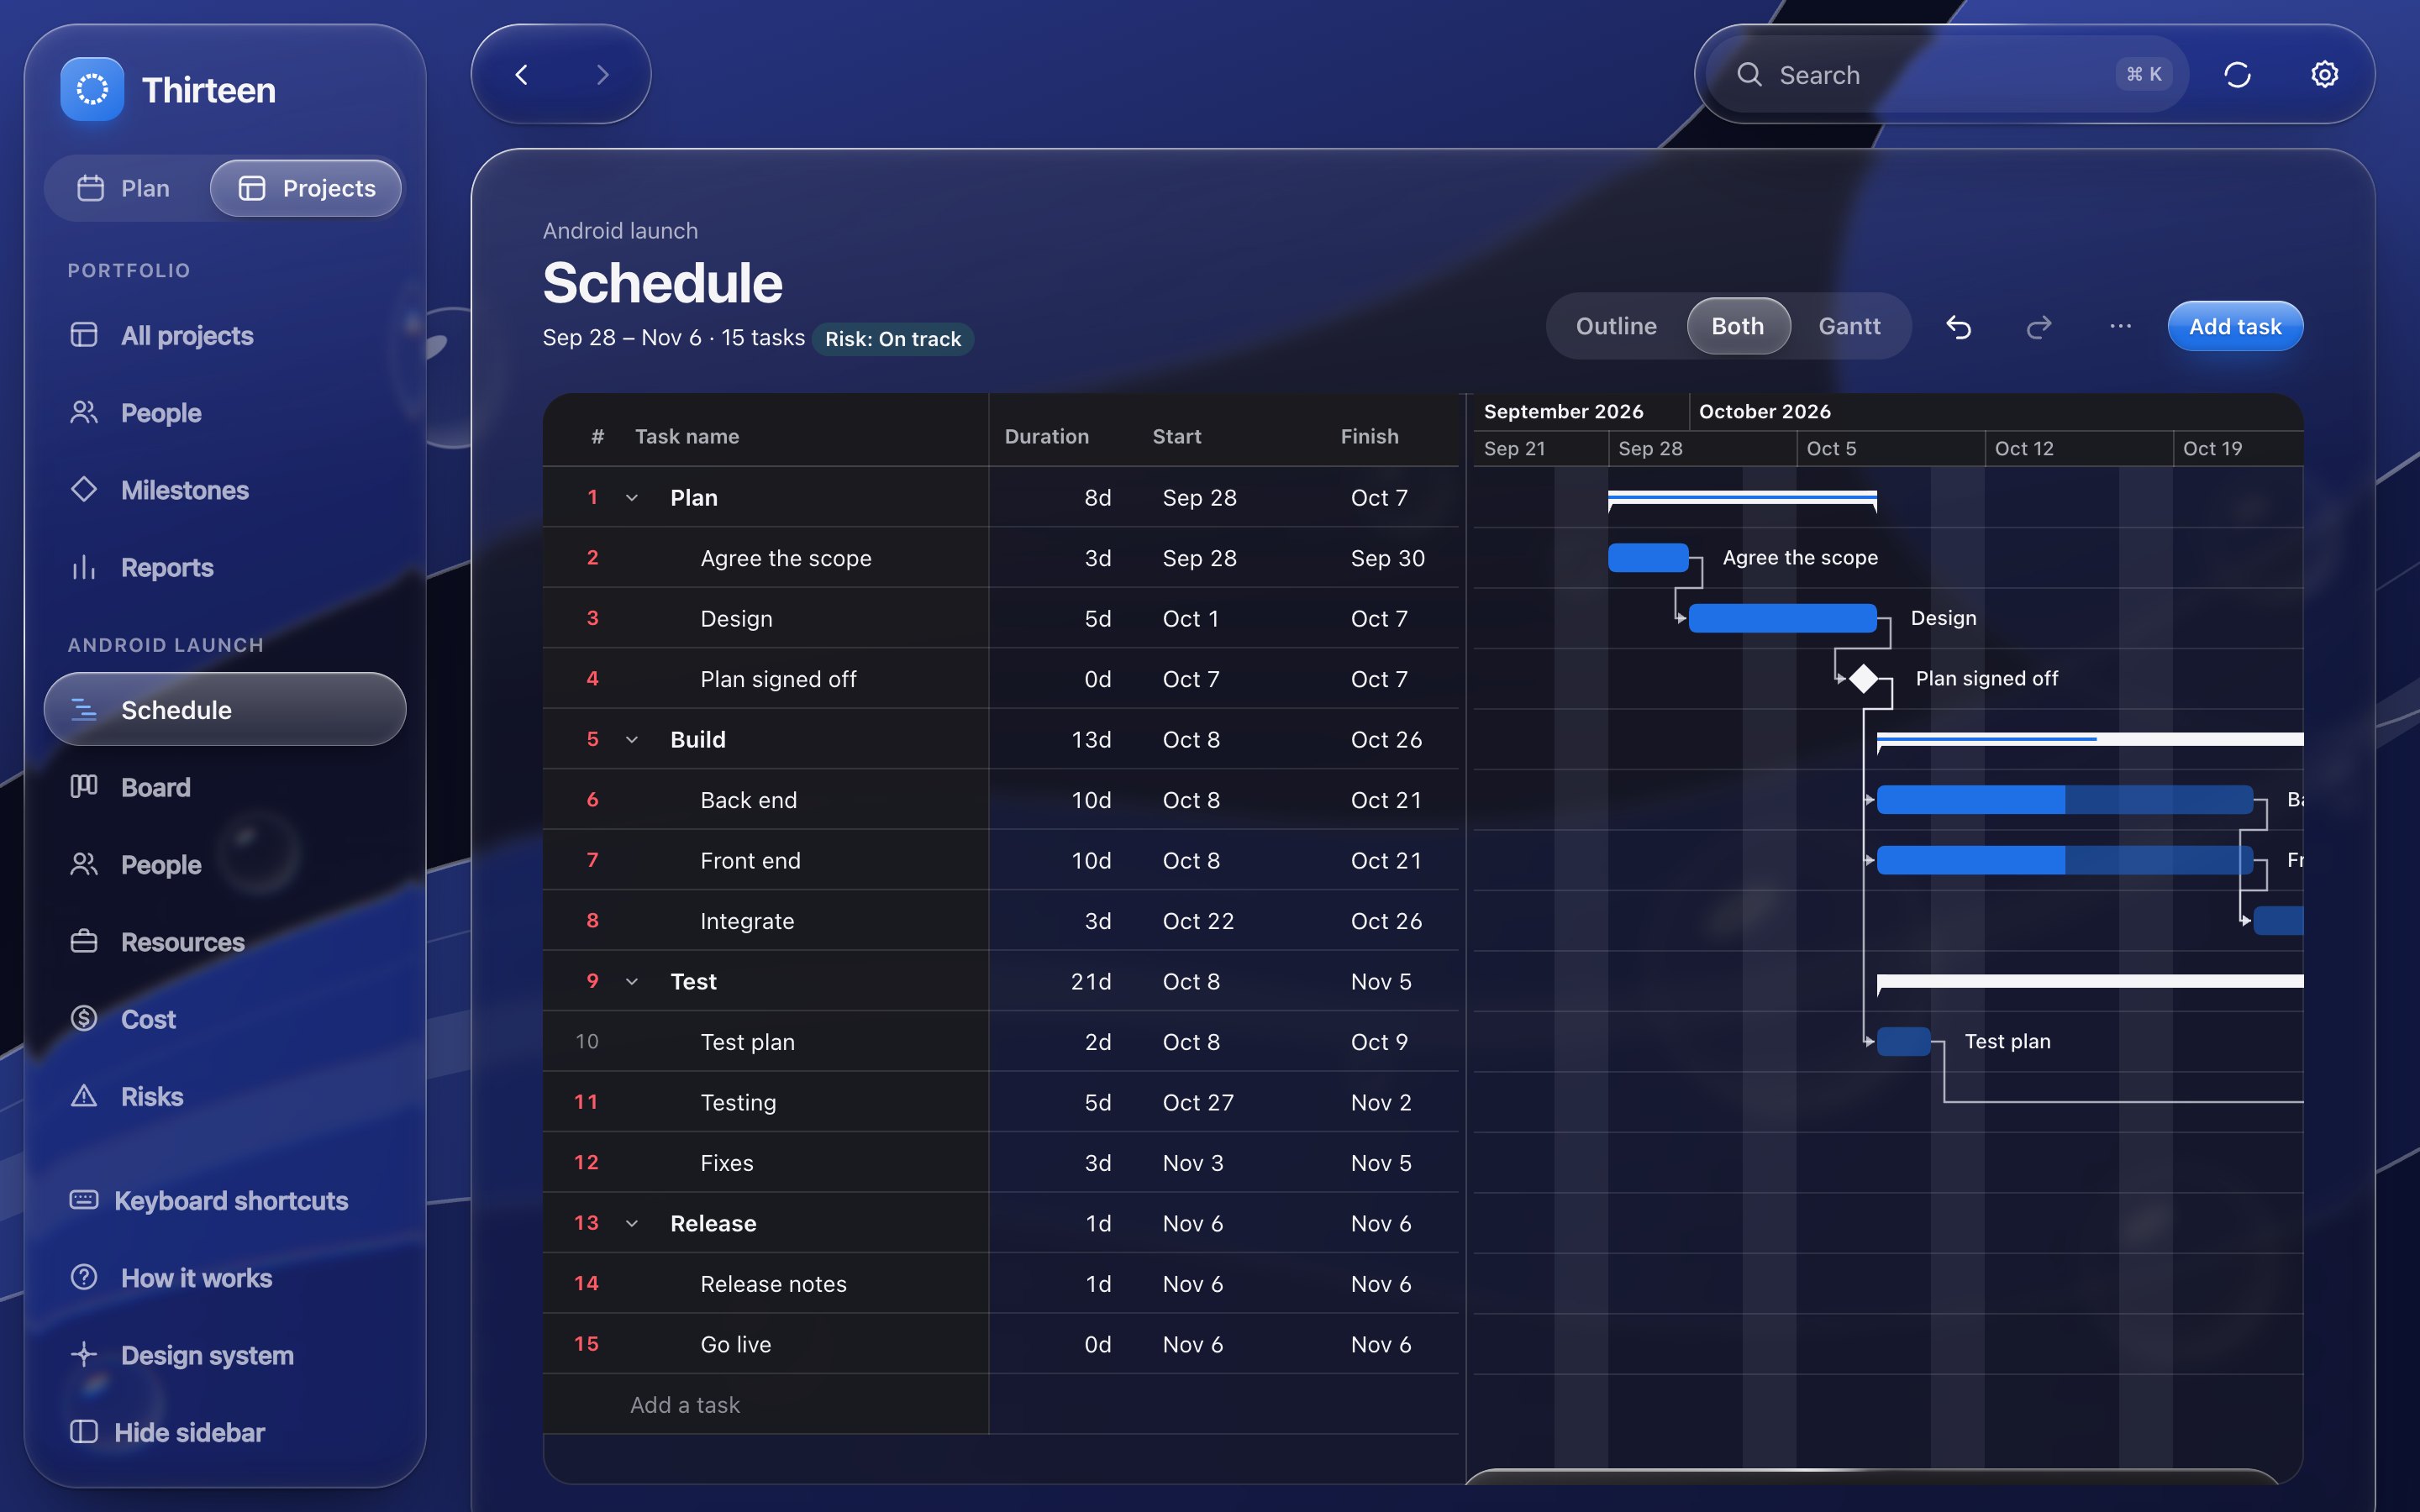 Thirteen
Plan
Projects
PORTFOLIO
All projects
People
Milestones
Reports
ANDROID LAUNCH
Schedule
Board
People
Resources
Cost
Risks
Keyboard shortcuts
How it works
Design system
Hide sidebar
Search ⌘ K
Android launch
Schedule
Sep 28 – Nov 6 · 15 tasks Risk: On track
Outline Both Gantt ··· Add task
# Task name Duration Start Finish
1 Plan 8d Sep 28 Oct 7
2 Agree the scope 3d Sep 28 Sep 30
3 Design 5d Oct 1 Oct 7
4 Plan signed off 0d Oct 7 Oct 7
5 Build 13d Oct 8 Oct 26
6 Back end 10d Oct 8 Oct 21
7 Front end 10d Oct 8 Oct 21
8 Integrate 3d Oct 22 Oct 26
9 Test 21d Oct 8 Nov 5
10 Test plan 2d Oct 8 Oct 9
11 Testing 5d Oct 27 Nov 2
12 Fixes 3d Nov 3 Nov 5
13 Release 1d Nov 6 Nov 6
14 Release notes 1d Nov 6 Nov 6
15 Go live 0d Nov 6 Nov 6
Add a task
September 2026 October 2026
Sep 21 Sep 28 Oct 5 Oct 12 Oct 19
Agree the scope
Design
Plan signed off
Test plan